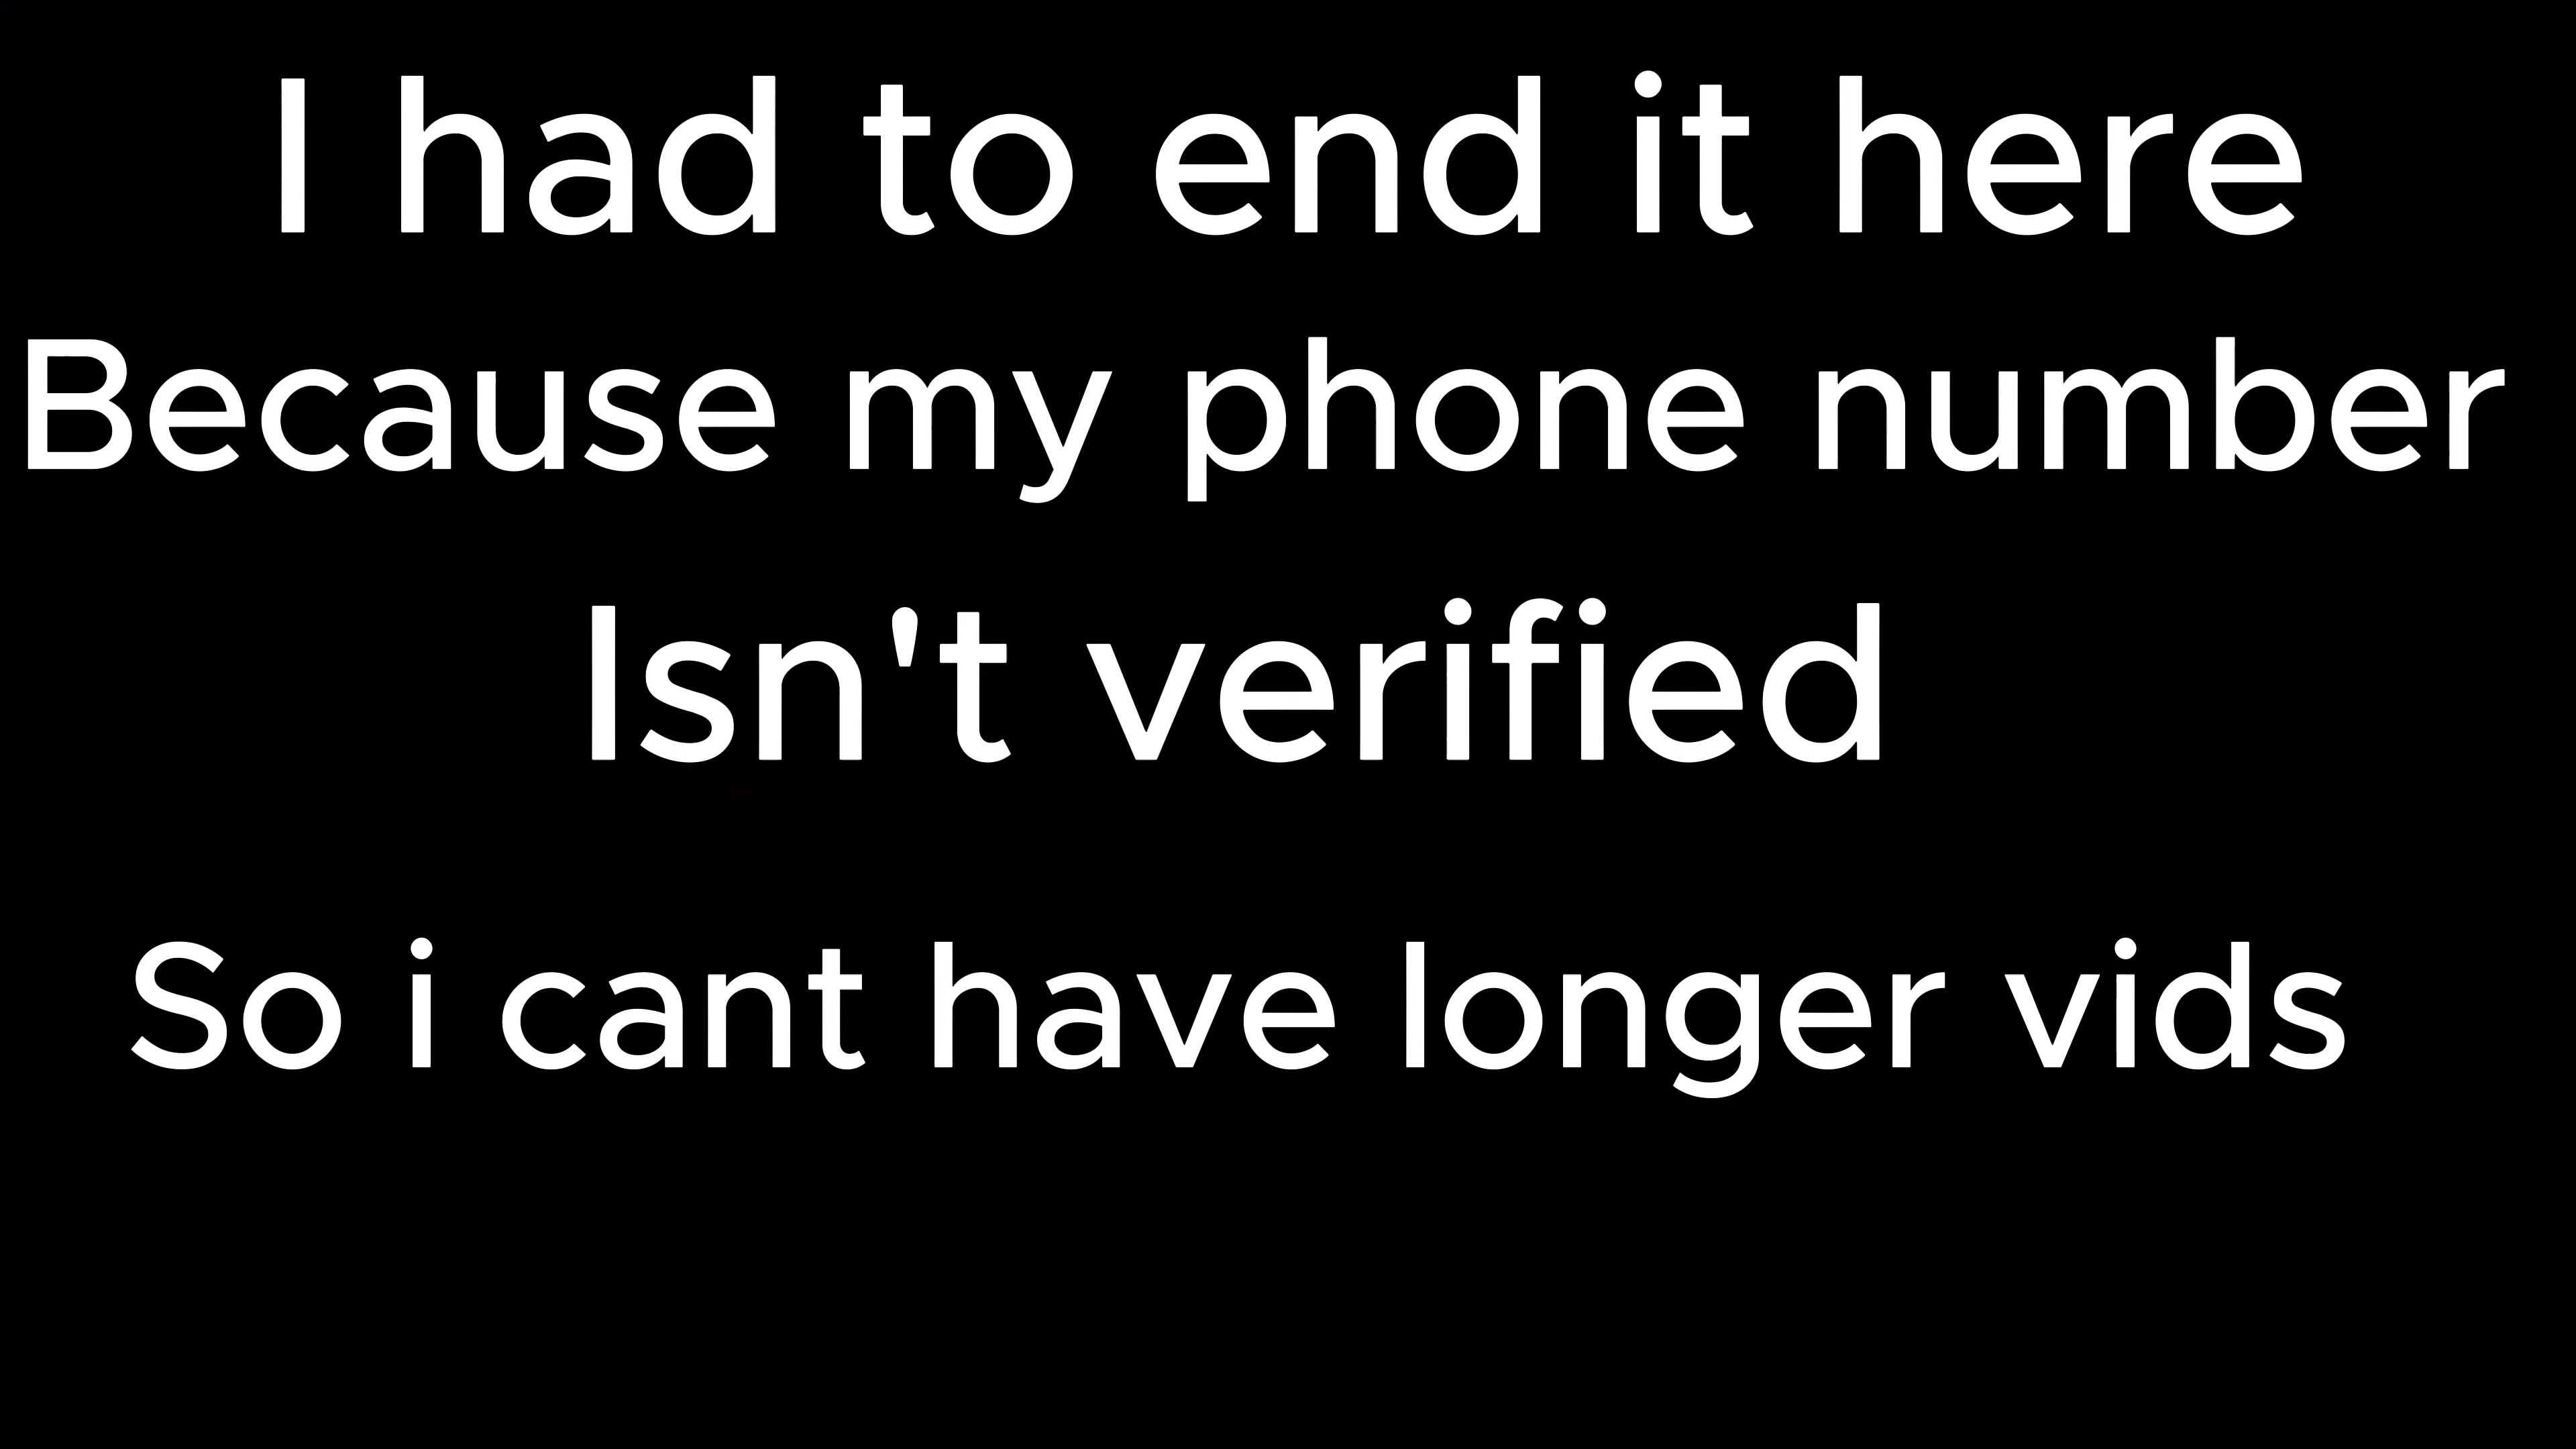 I had to end it here
Because my phone number
Isn't verified
So i cant have longer vids